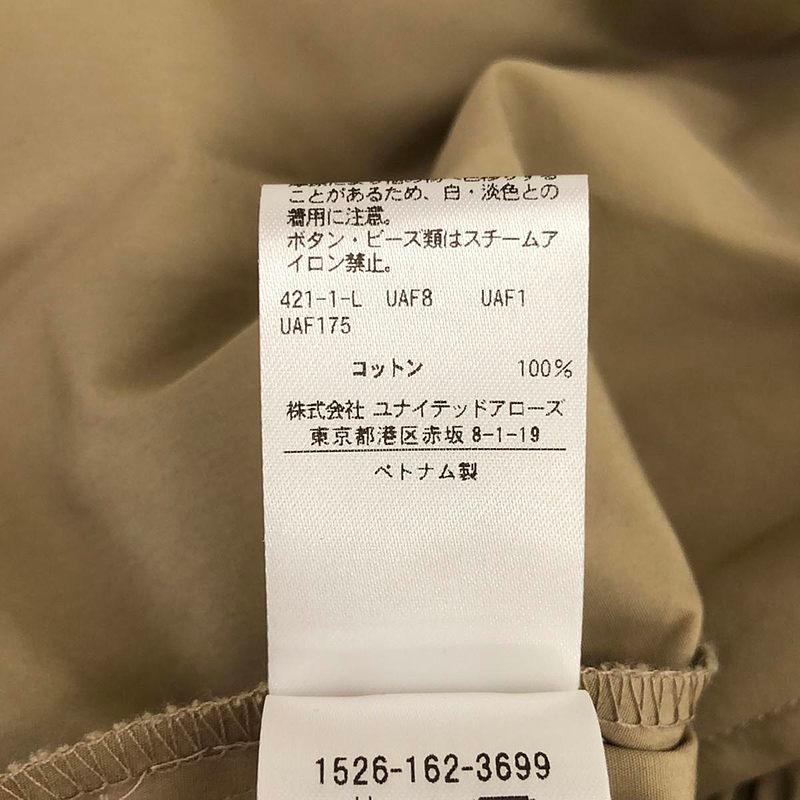 ことがあるため、白・淡色との
着用に注意。
ボタン・ビーズ類はスチームア
イロン禁止。
421-1-L UAF8 UAF1
UAF175
コットン 100%
株式会社 ユナイテッドアローズ
東京都港区赤坂 8-1-19
ベトナム製
1526-162-3699